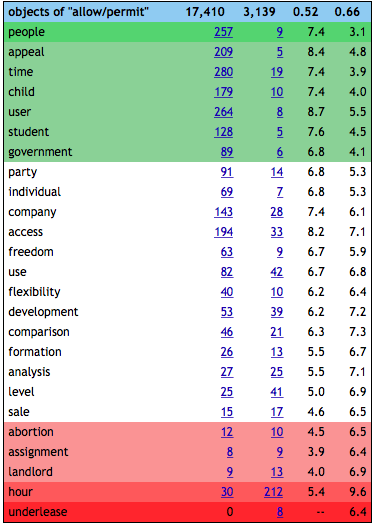 objects of "allow/permit" 17,410 3,139 0.52 0.66
people 257 9 7.4 3.1
appeal 209 5 8.4 4.8
time 280 19 7.4 3.9
child 179 10 7.4 4.0
user 264 8 8.7 5.5
student 128 5 7.6 4.5
government 89 6 6.8 4.1
party 91 14 6.8 5.3
individual 69 7 6.8 5.3
company 143 28 7.4 6.1
access 194 33 8.2 7.1
freedom 63 9 6.7 5.9
use 82 42 6.7 6.8
flexibility 40 10 6.2 6.4
development 53 39 6.2 7.2
comparison 46 21 6.3 7.3
formation 26 13 5.5 6.7
analysis 27 25 5.5 7.1
level 25 41 5.0 6.9
sale 15 17 4.6 6.5
abortion 12 10 4.5 6.5
assignment 8 9 3.9 6.4
landlord 9 13 4.0 6.9
hour 30 212 5.4 9.6
underlease 0 8 -- 6.4